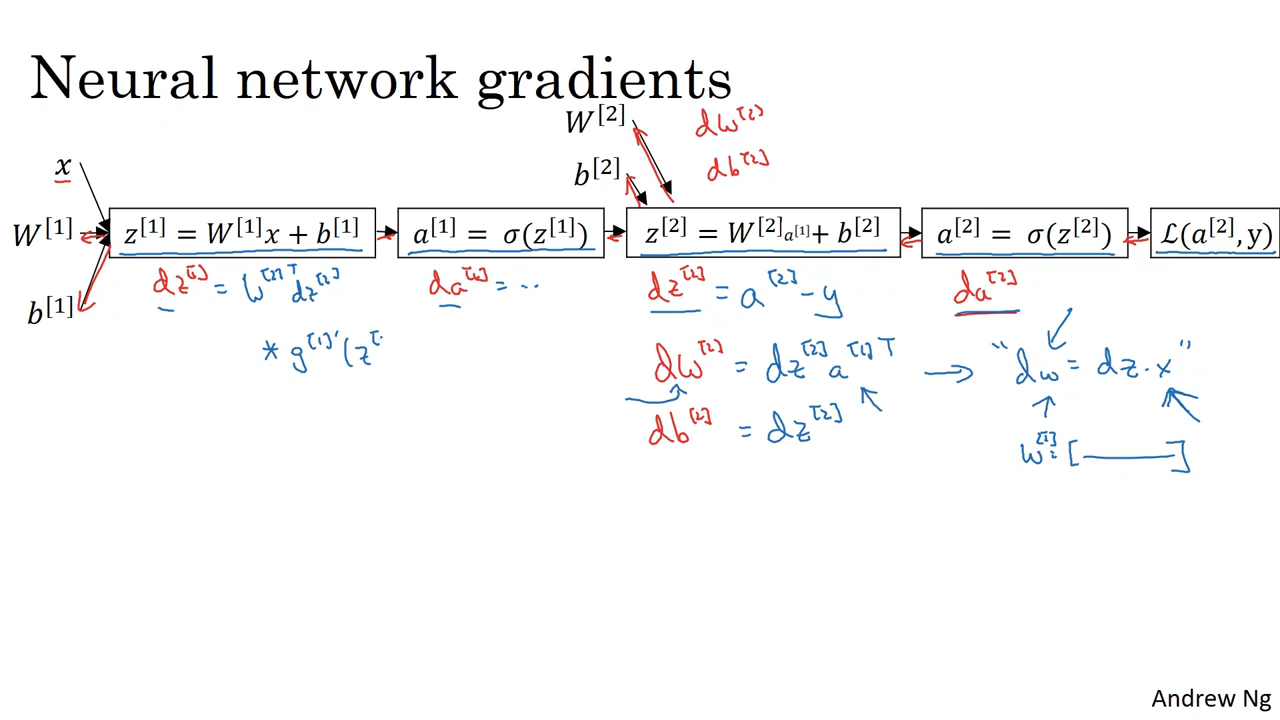 Neural network gradients
W^[2] dw^[2]
b^[2] db^[2]
x
W^[1]
b^[1]
z^[1] = W^[1]x + b^[1]
a^[1] = σ(z^[1])
z^[2] = W^[2]a^[1] + b^[2]
a^[2] = σ(z^[2])
ℒ(a^[2], y)
dz^[1] = W^[2]T dz^[2]
* g^[1]'(z^[
da^[1] = ..
dz^[2] = a^[2] - y
dw^[2] = dz^[2] a^[1]T
db^[2] = dz^[2]
da^[2]
→ "dw = dz · x"
w^[1]: [ ]
Andrew Ng